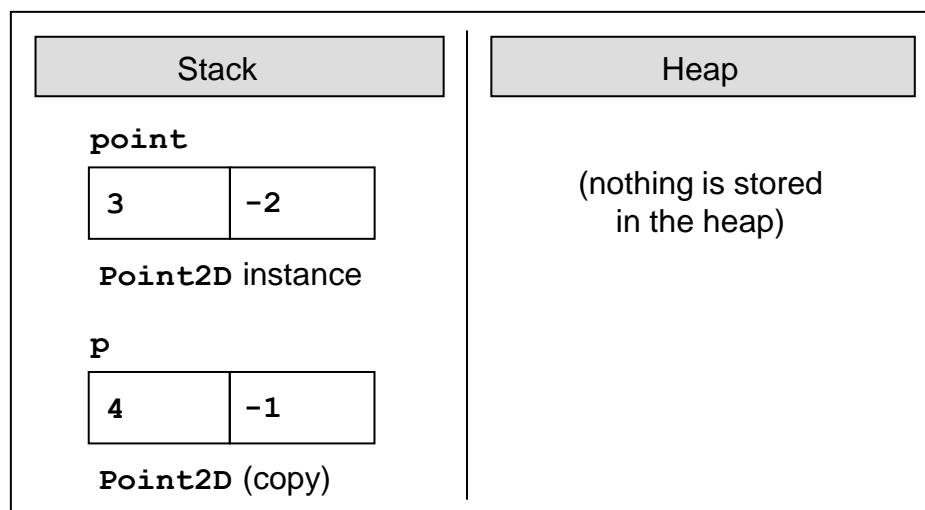 Stack
Heap
point
3 -2
Point2D instance
p
4 -1
Point2D (copy)
(nothing is stored
in the heap)